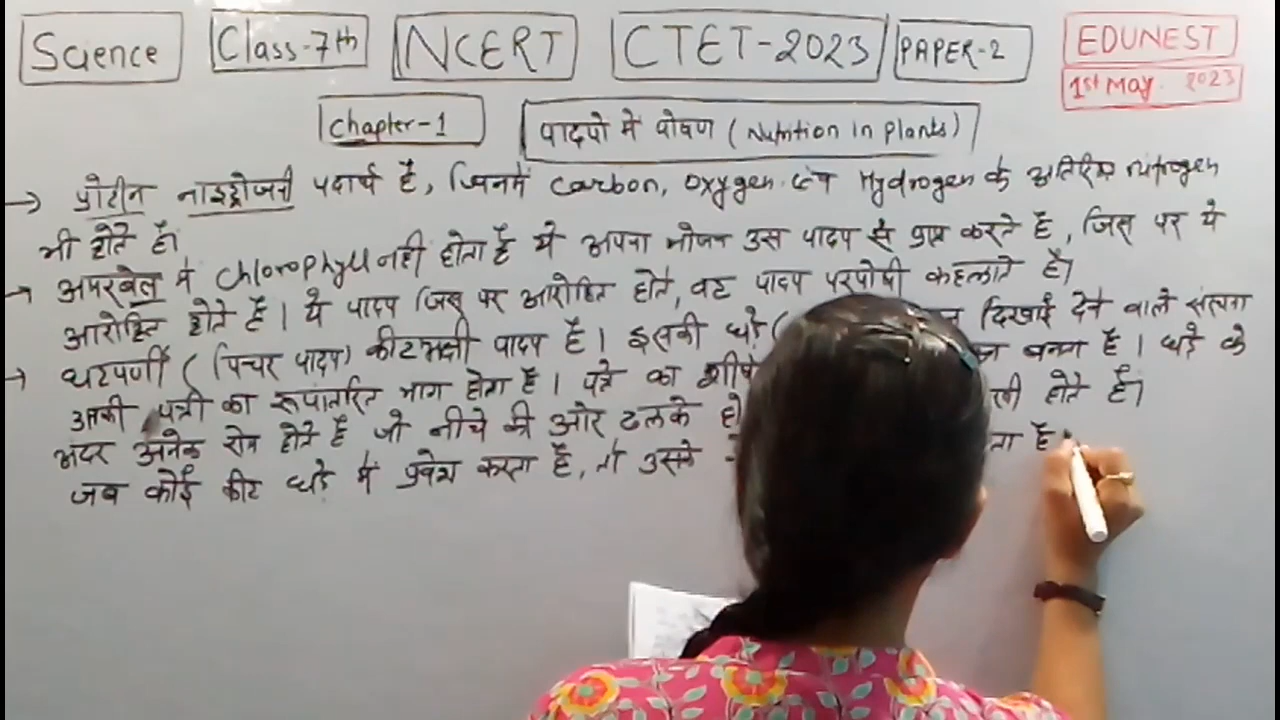 Science Class-7th NCERT CTET-2023 PAPER-2 EDUNEST
1st May. 2023
Chapter-1 पादपो मे पोषण (Nutrition in plants)
→ प्रोटीन नाइट्रोजनी पदार्थ है, जिनमें Carbon, Oxygen एवं Hydrogen के अतिरिक्त nitrogen
भी होते है।
→ अमरबेल में Chlorophyll नही होता है ये अपना भोजन उस पादप से प्राप्त करते है, जिस पर ये
आरोहित होते है। ये पादप जिस पर आरोहित होते, वह पादप परपोषी कहलाते है।
→ घटपर्णी (पिचर पादप) कीटभक्षी पादप है। इसकी घड़े ( दिखाई देने वाले संरचना
उसकी पत्ती का रूपांतरित भाग होता है। पत्ते का शीर्ष बनता है। घड़े के
अंदर अनेक रोम होते है जो नीचे की ओर ढलके हो होते है।
जब कोई कीट घड़े में प्रवेश करता है, तो उसके है।